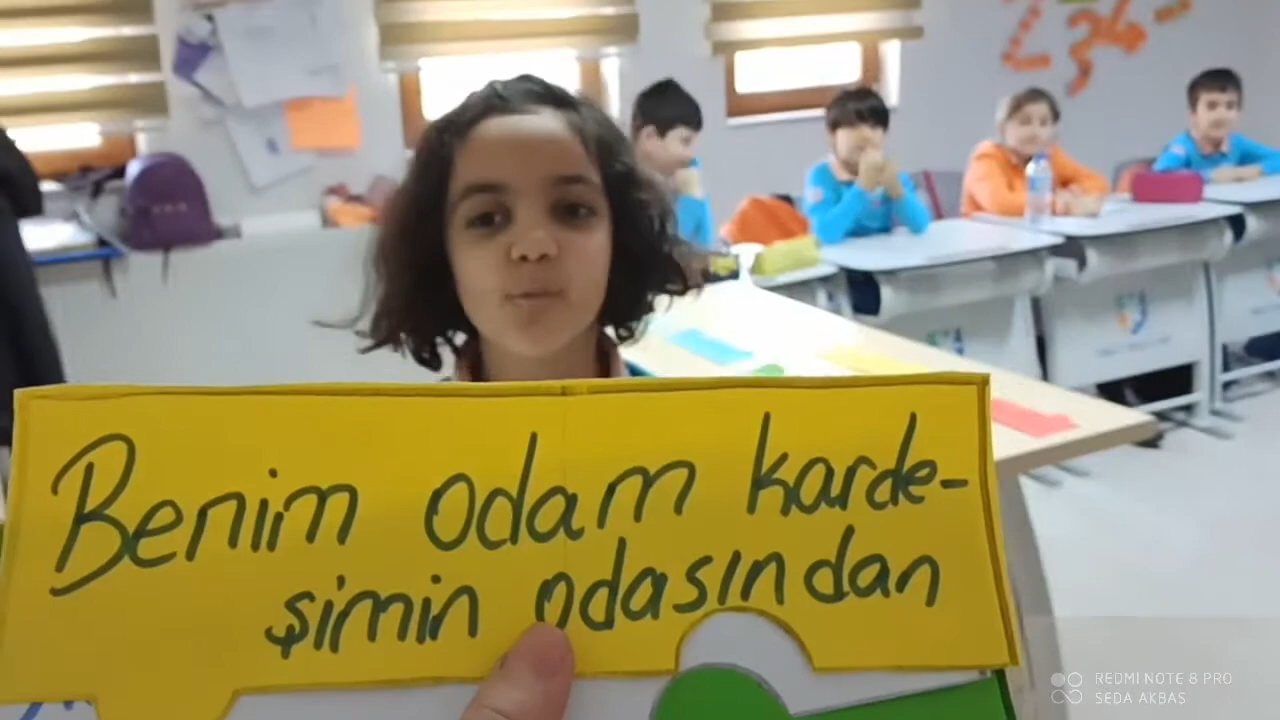 Benim odam karde-
şimin odasından
REDMI NOTE 8 PRO
SEDA AKBAS